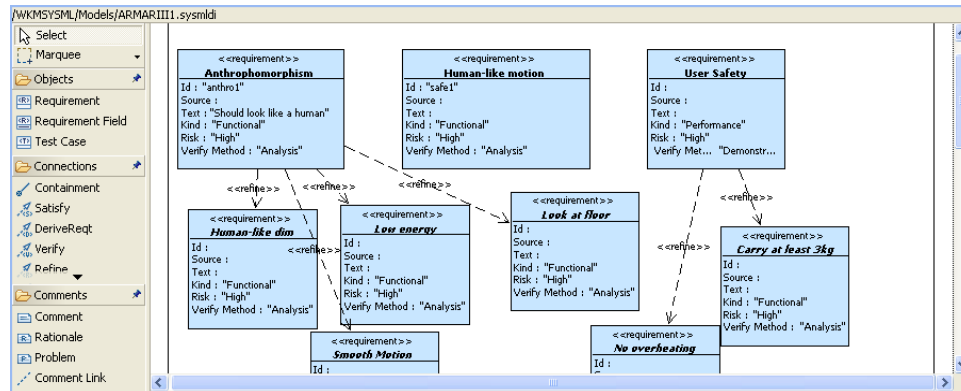 /WKMSYSML/Models/ARMARIII1.sysmldi
Select
Marquee
Objects
Requirement
Requirement Field
Test Case
Connections
Containment
Satisfy
DeriveReqt
Verify
Refine
Comments
Comment
Rationale
Problem
Comment Link
<<requirement>>
Anthrophomorphism
Id : "anthro1"
Source :
Text : "Should look like a human"
Kind : "Functional"
Risk : "High"
Verify Method : "Analysis"
<<requirement>>
Human-like motion
Id : "safe1"
Source :
Text :
Kind : "Functional"
Risk : "High"
Verify Method : "Analysis"
<<requirement>>
User Safety
Id :
Source :
Text :
Kind : "Performance"
Risk : "High"
Verify Met... "Demonstr...
<<refine>>
<<refine>>
<<refine>>
<<refine>>
<<refine>>
<<refine>>
<<requirement>>
Human-like dim
Id :
Source :
Text :
Kind : "Functional"
Risk : "High"
Verify Method : "Analysis"
<<requirement>>
Low energy
Id :
Source :
Text :
Kind : "Functional"
Risk : "High"
Verify Method : "Analysis"
<<requirement>>
Look at floor
Id :
Source :
Text :
Kind : "Functional"
Risk : "High"
Verify Method : "Analysis"
<<requirement>>
Carry at least 3kg
Id :
Source :
Text :
Kind : "Functional"
Risk : "High"
Verify Method : "Analysis"
<<requirement>>
Smooth Motion
Id :
<<requirement>>
No overheating
Id :